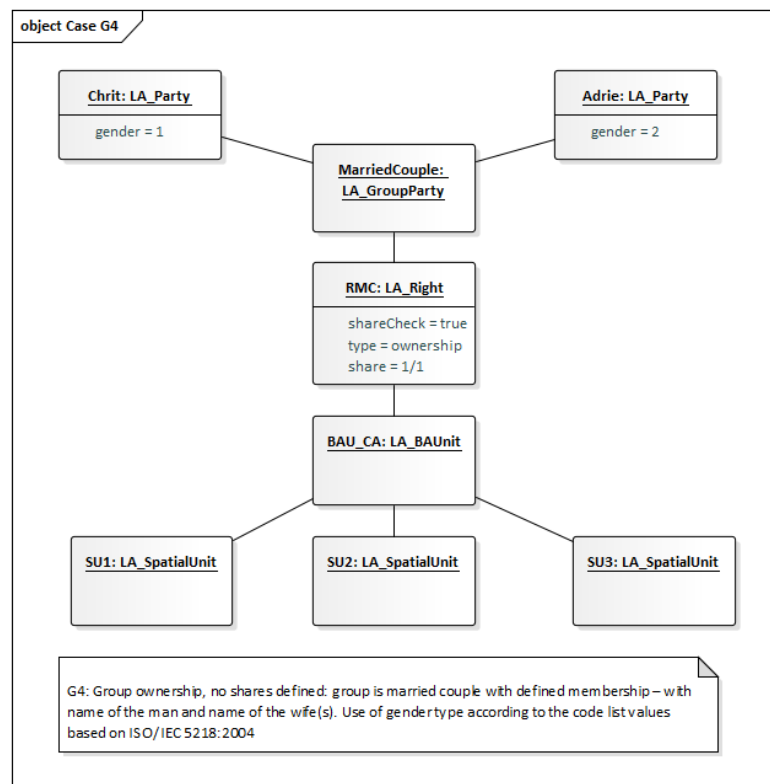 object Case G4
Chrit: LA_Party
gender = 1
Adrie: LA_Party
gender = 2
MarriedCouple:
LA_GroupParty
RMC: LA_Right
shareCheck = true
type = ownership
share = 1/1
BAU_CA: LA_BAUnit
SU1: LA_SpatialUnit
SU2: LA_SpatialUnit
SU3: LA_SpatialUnit
G4: Group ownership, no shares defined: group is married couple with defined membership – with
name of the man and name of the wife(s). Use of gender type according to the code list values
based on ISO/IEC 5218:2004